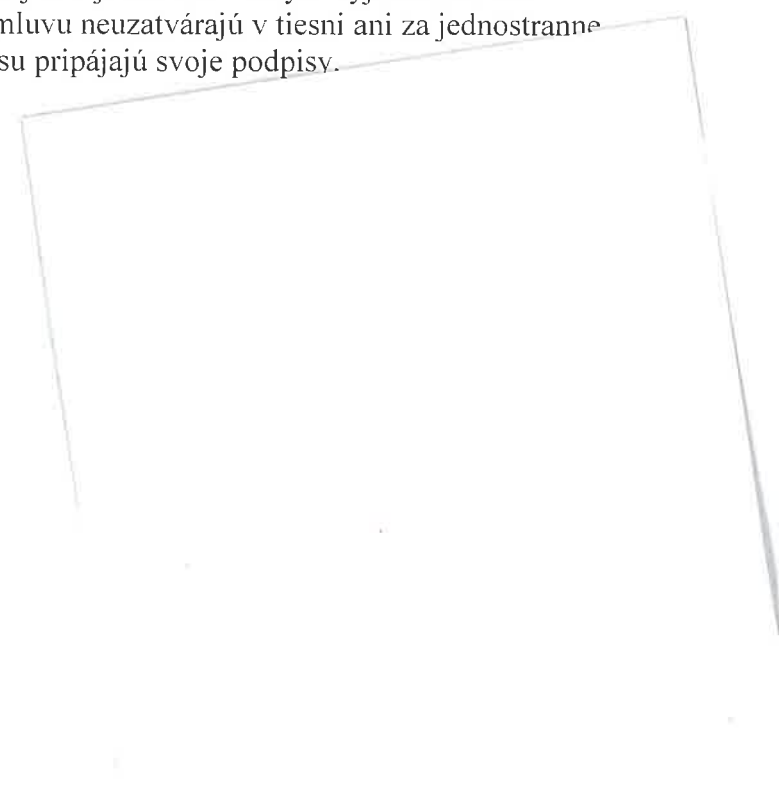 mluvu neuzatvárajú v tiesni ani za jednostranne
su pripájajú svoje podpisy.